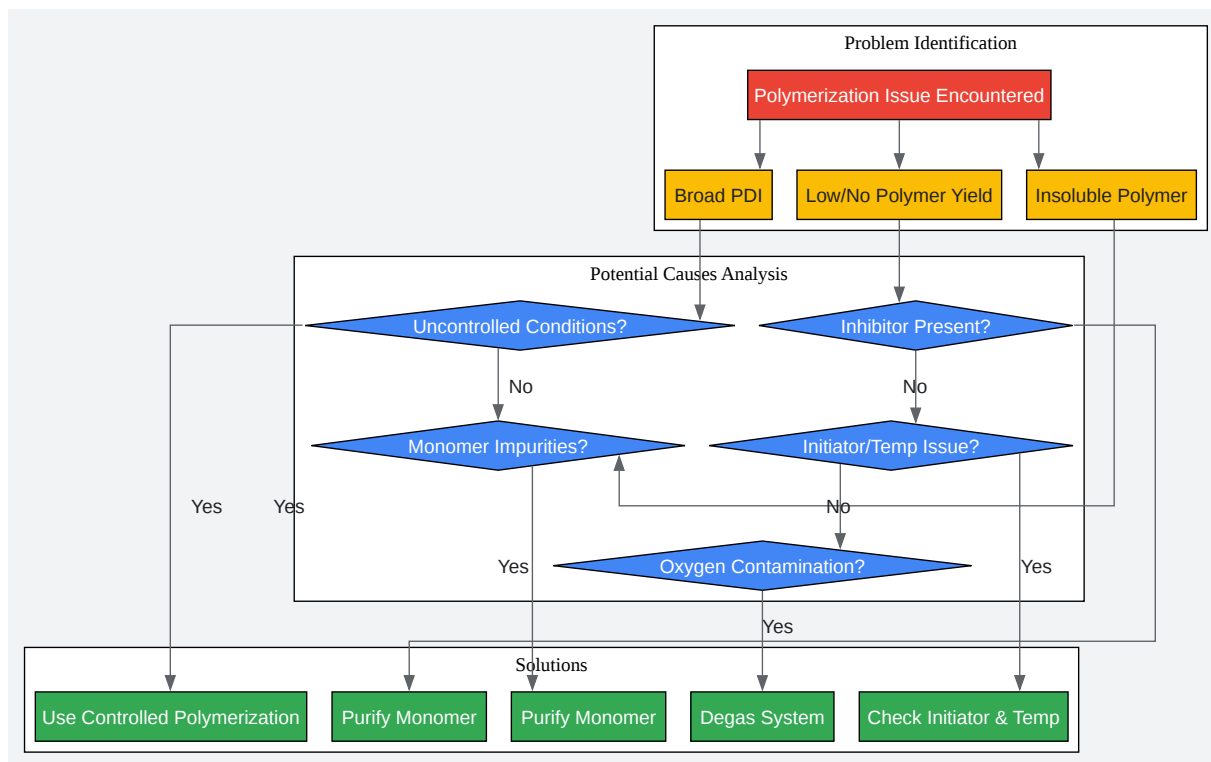 Problem Identification
Polymerization Issue Encountered
Broad PDI
Low/No Polymer Yield
Insoluble Polymer
Potential Causes Analysis
Uncontrolled Conditions?
Inhibitor Present?
No
No
Monomer Impurities?
Initiator/Temp Issue?
Yes
Yes
No
Yes
Oxygen Contamination?
Yes
Yes
Solutions
Use Controlled Polymerization
Purify Monomer
Purify Monomer
Degas System
Check Initiator & Temp